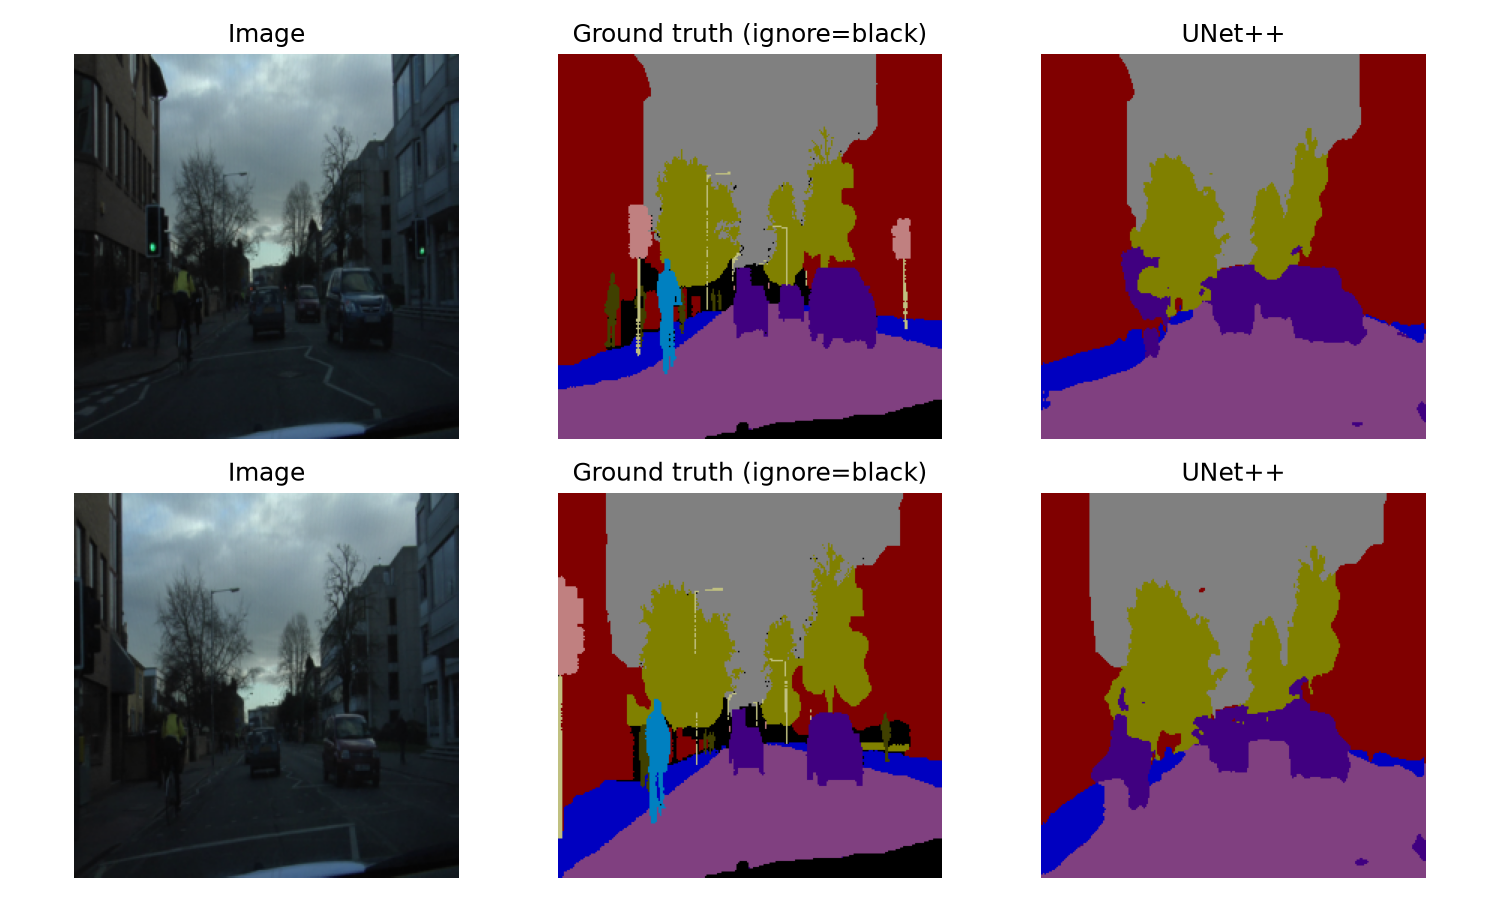 Image
Ground truth (ignore=black)
UNet++
Image
Ground truth (ignore=black)
UNet++